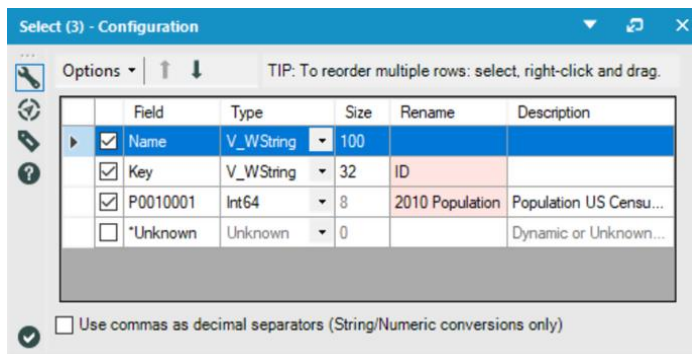 Select (3) - Configuration
Options TIP: To reorder multiple rows: select, right-click and drag.
Field Type Size Rename Description
Name V_WString 100
Key V_WString 32 ID
P0010001 Int64 8 2010 Population Population US Censu...
*Unknown Unknown 0 Dynamic or Unknown...
Use commas as decimal separators (String/Numeric conversions only)